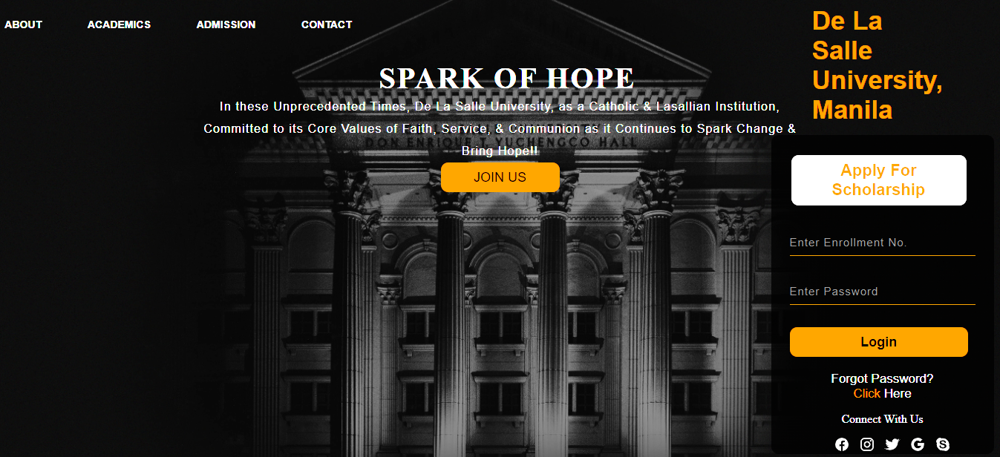 ABOUT
ACADEMICS
ADMISSION
CONTACT
De La
Salle
University,
Manila
SPARK OF HOPE
In these Unprecedented Times, De La Salle University, as a Catholic & Lasallian Institution,
Committed to its Core Values of Faith, Service, & Communion as it Continues to Spark Change &
DON ENRIQUE T. YUCHENGCO HALL
Bring Hope!!
JOIN US
Apply For
Scholarship
Enter Enrollment No.
Enter Password
Login
Forgot Password?
Click Here
Connect With Us